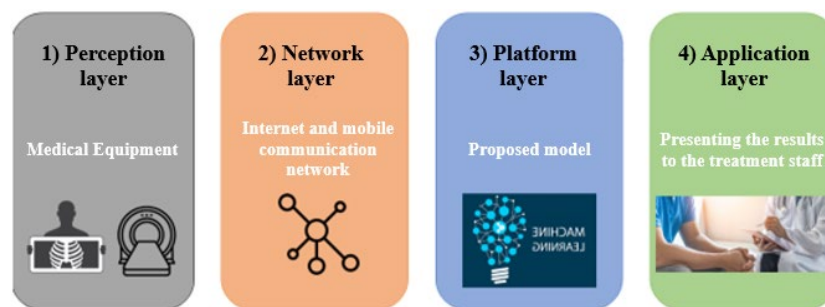 1) Perception
layer
Medical Equipment
2) Network
layer
Internet and mobile
communication
network
3) Platform
layer
Proposed model
MACHINE
LEARNING
4) Application
layer
Presenting the results
to the treatment staff